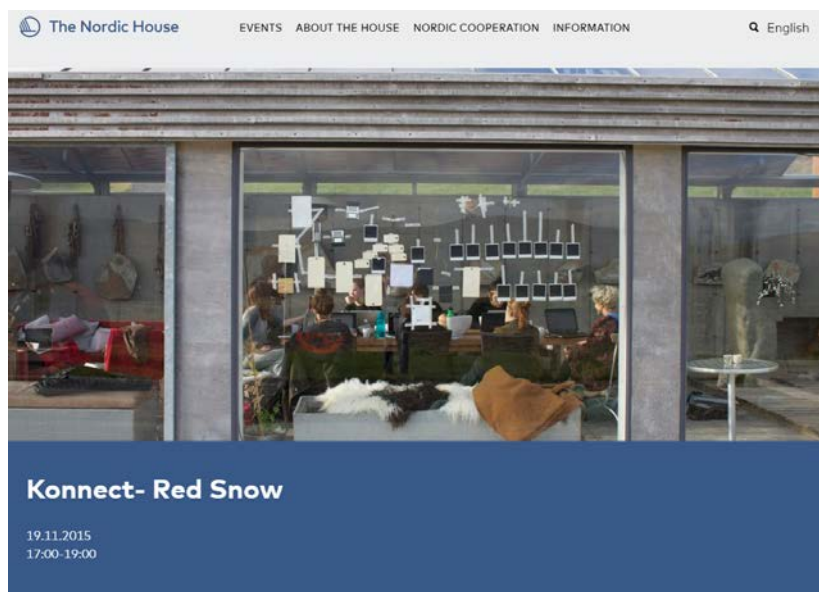 The Nordic House
EVENTS ABOUT THE HOUSE NORDIC COOPERATION INFORMATION
English
Konnect- Red Snow
19.11.2015
17:00-19:00